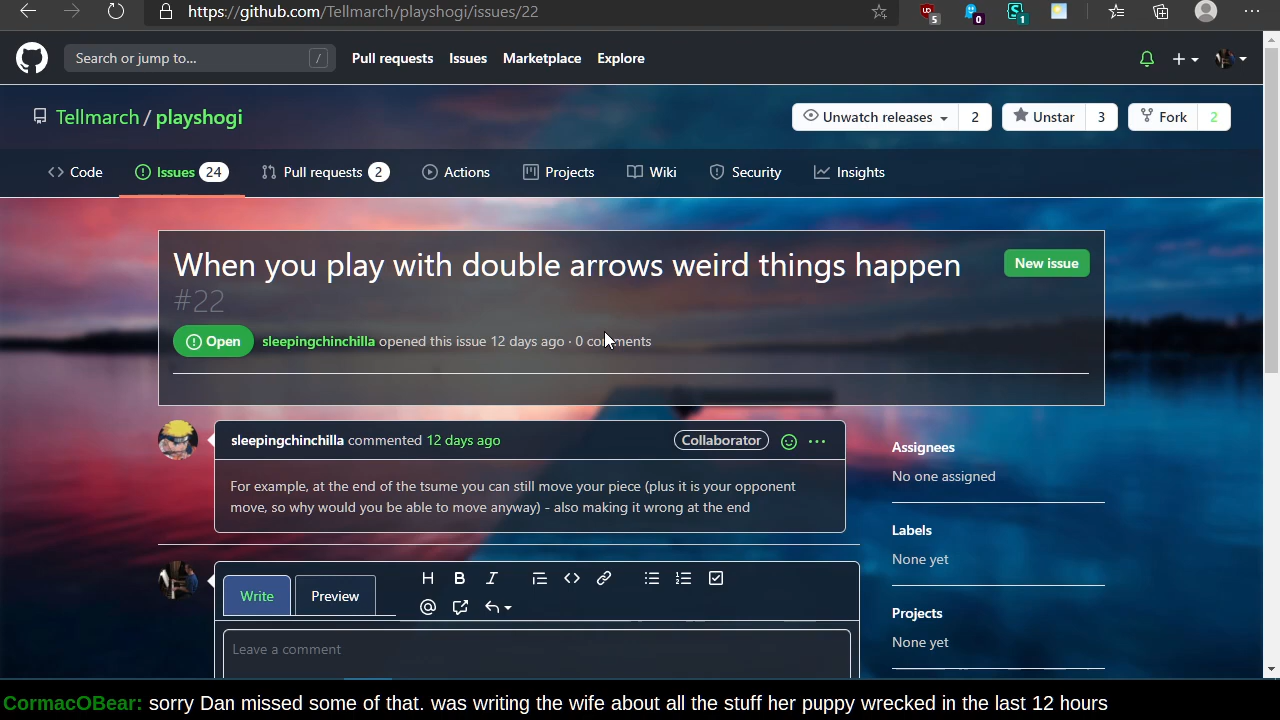 https://github.com/Tellmarch/playshogi/issues/22
5 0 1
Search or jump to... /
Pull requests Issues Marketplace Explore
Tellmarch / playshogi
Unwatch releases 2 Unstar 3 Fork 2
Code Issues 24 Pull requests 2 Actions Projects Wiki Security Insights
When you play with double arrows weird things happen
#22
New issue
Open sleepingchinchilla opened this issue 12 days ago · 0 comments
sleepingchinchilla commented 12 days ago Collaborator
For example, at the end of the tsume you can still move your piece (plus it is your opponent
move, so why would you be able to move anyway) - also making it wrong at the end
Assignees
No one assigned
Labels
None yet
Projects
None yet
Write Preview
Leave a comment
CormacOBear: sorry Dan missed some of that. was writing the wife about all the stuff her puppy wrecked in the last 12 hours